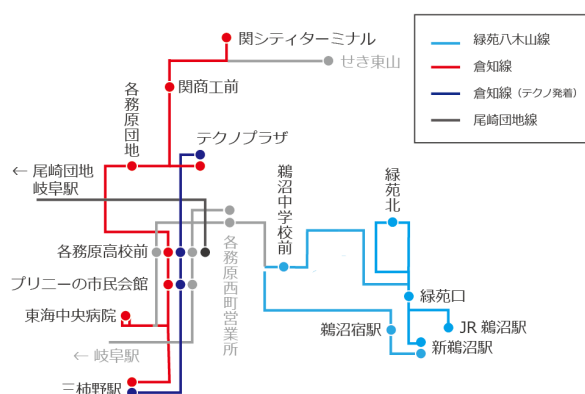 関シティターミナル
せき東山
関商工前
各務原団地
テクノプラザ
← 尾崎団地
岐阜駅
鵜沼中学校前
緑苑北
各務原高校前
各務原西町営業所
プリニーの市民会館
緑苑口
東海中央病院
鵜沼宿駅
JR 鵜沼駅
← 岐阜駅
新鵜沼駅
三柿野駅
緑苑八木山線
倉知線
倉知線（テクノ発着）
尾崎団地線